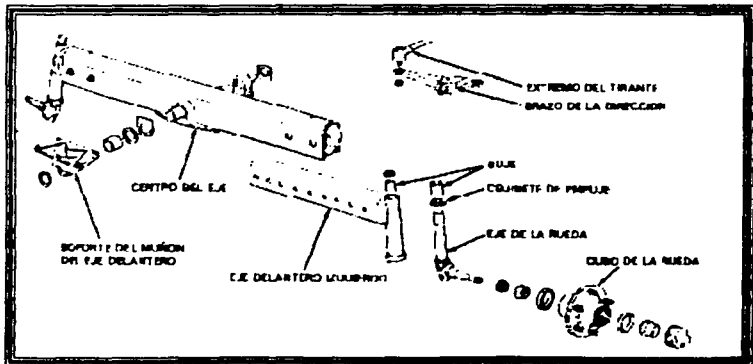 EXTREMO DEL TIRANTE
BRAZO DE LA DIRECCION
BUJE
COJINETE DE EMPUJE
CENTRO DEL EJE
EJE DE LA RUEDA
SOPORTE DEL MUÑON
DEL EJE DELANTERO
CUBO DE LA RUEDA
EJE DELANTERO IZQUIERDO